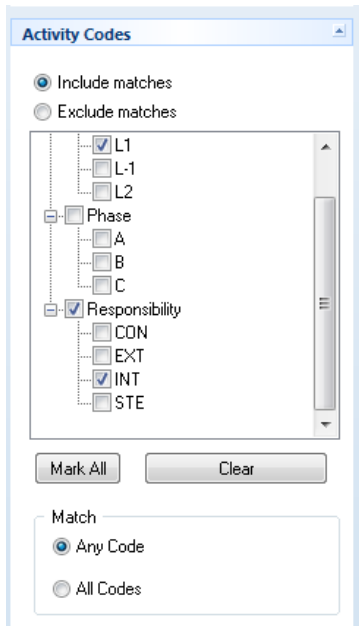 Activity Codes
Include matches
Exclude matches
L1
L-1
L2
Phase
A
B
C
Responsibility
CON
EXT
INT
STE
Mark All Clear
Match
Any Code
All Codes